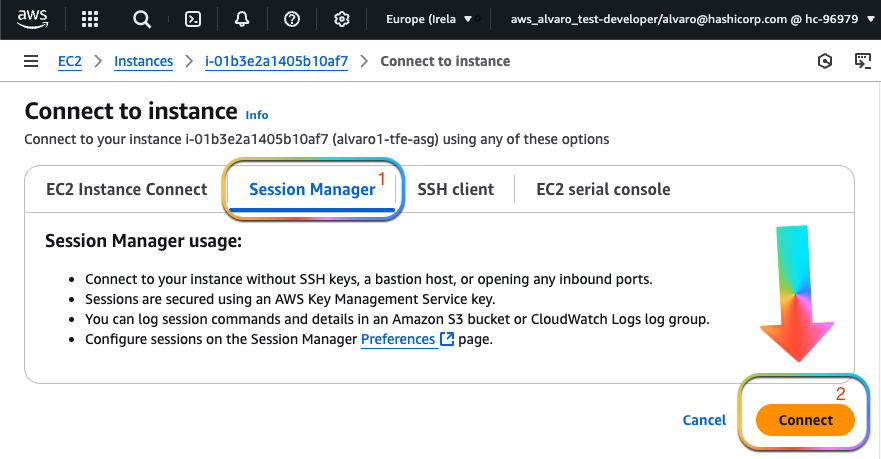 aws
Europe (Irela
aws_alvaro_test-developer/alvaro@hashicorp.com @ hc-96979
EC2 Instances i-01b3e2a1405b10af7 Connect to instance
Connect to instance Info
Connect to your instance i-01b3e2a1405b10af7 (alvaro1-tfe-asg) using any of these options
EC2 Instance Connect Session Manager 1 SSH client EC2 serial console
Session Manager usage:
Connect to your instance without SSH keys, a bastion host, or opening any inbound ports.
Sessions are secured using an AWS Key Management Service key.
You can log session commands and details in an Amazon S3 bucket or CloudWatch Logs log group.
Configure sessions on the Session Manager Preferences page.
2
Cancel Connect